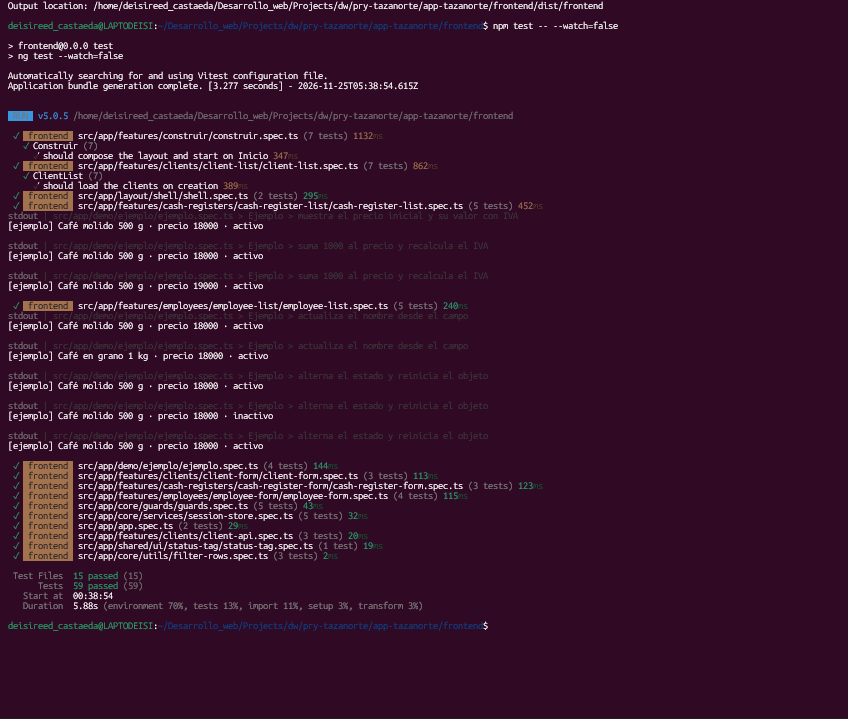 Output location: /home/deisireed_castaeda/Desarrollo_web/Projects/dw/pry-tazanorte/app-tazanorte/frontend/dist/frontend
deisireed_castaeda@LAPTODEISI:~/Desarrollo_web/Projects/dw/pry-tazanorte/app-tazanorte/frontend$ npm test -- --watch=false
> frontend@0.0.0 test
> ng test --watch=false
Automatically searching for and using Vitest configuration file.
Application bundle generation complete. [3.277 seconds] - 2026-11-25T05:38:54.615Z
v5.0.5 /home/deisireed_castaeda/Desarrollo_web/Projects/dw/pry-tazanorte/app-tazanorte/frontend
✓ frontend src/app/features/construir/construir.spec.ts (7 tests) 1132ms
✓ Construir (7)
✓ should compose the layout and start on Inicio 347ms
✓ frontend src/app/features/clients/client-list/client-list.spec.ts (7 tests) 862ms
✓ ClientList (7)
✓ should load the clients on creation 389ms
✓ frontend src/app/layout/shell/shell.spec.ts (2 tests) 295ms
✓ frontend src/app/features/cash-registers/cash-register-list/cash-register-list.spec.ts (5 tests) 452ms
stdout | src/app/demo/ejemplo/ejemplo.spec.ts > Ejemplo > muestra el precio inicial y su valor con IVA
[ejemplo] Café molido 500 g · precio 18000 · activo
stdout | src/app/demo/ejemplo/ejemplo.spec.ts > Ejemplo > suma 1000 al precio y recalcula el IVA
[ejemplo] Café molido 500 g · precio 18000 · activo
stdout | src/app/demo/ejemplo/ejemplo.spec.ts > Ejemplo > suma 1000 al precio y recalcula el IVA
[ejemplo] Café molido 500 g · precio 19000 · activo
✓ frontend src/app/features/employees/employee-list/employee-list.spec.ts (5 tests) 240ms
stdout | src/app/demo/ejemplo/ejemplo.spec.ts > Ejemplo > actualiza el nombre desde el campo
[ejemplo] Café molido 500 g · precio 18000 · activo
stdout | src/app/demo/ejemplo/ejemplo.spec.ts > Ejemplo > actualiza el nombre desde el campo
[ejemplo] Café en grano 1 kg · precio 18000 · activo
stdout | src/app/demo/ejemplo/ejemplo.spec.ts > Ejemplo > alterna el estado y reinicia el objeto
[ejemplo] Café molido 500 g · precio 18000 · activo
stdout | src/app/demo/ejemplo/ejemplo.spec.ts > Ejemplo > alterna el estado y reinicia el objeto
[ejemplo] Café molido 500 g · precio 18000 · inactivo
stdout | src/app/demo/ejemplo/ejemplo.spec.ts > Ejemplo > alterna el estado y reinicia el objeto
[ejemplo] Café molido 500 g · precio 18000 · activo
✓ frontend src/app/demo/ejemplo/ejemplo.spec.ts (4 tests) 144ms
✓ frontend src/app/features/clients/client-form/client-form.spec.ts (3 tests) 113ms
✓ frontend src/app/features/cash-registers/cash-register-form/cash-register-form.spec.ts (3 tests) 123ms
✓ frontend src/app/features/employees/employee-form/employee-form.spec.ts (4 tests) 115ms
✓ frontend src/app/core/guards/guards.spec.ts (5 tests) 43ms
✓ frontend src/app/core/services/session-store.spec.ts (5 tests) 32ms
✓ frontend src/app/app.spec.ts (2 tests) 29ms
✓ frontend src/app/features/clients/client-api.spec.ts (3 tests) 20ms
✓ frontend src/app/shared/ui/status-tag/status-tag.spec.ts (1 test) 19ms
✓ frontend src/app/core/utils/filter-rows.spec.ts (3 tests) 2ms
Test Files 15 passed (15)
Tests 59 passed (59)
Start at 00:38:54
Duration 5.88s (environment 70%, tests 13%, import 11%, setup 3%, transform 3%)
deisireed_castaeda@LAPTODEISI:~/Desarrollo_web/Projects/dw/pry-tazanorte/app-tazanorte/frontend$